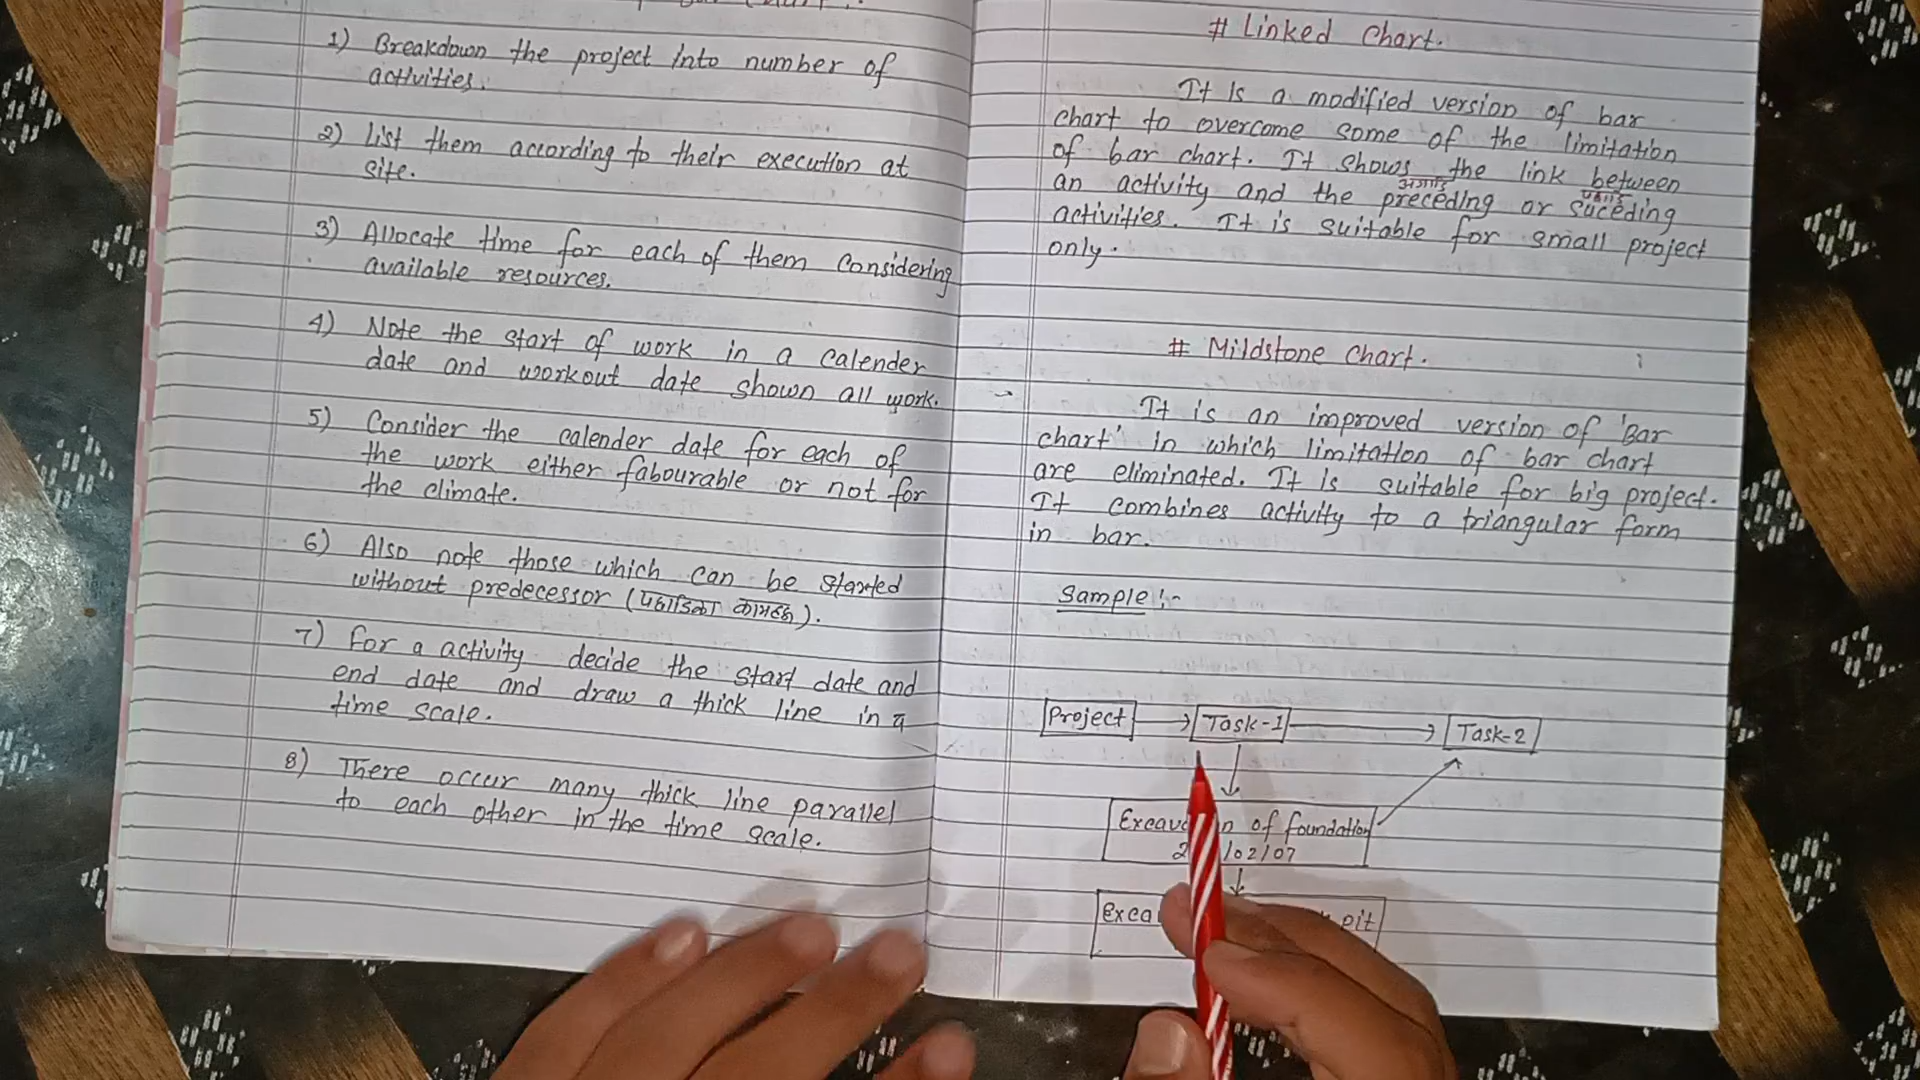 1) Breakdown the project into number of
activities.
2) List them according to their execution at
site.
3) Allocate time for each of them Considering
available resources.
4) Note the start of work in a calender
date and workout date shown all work.
5) Consider the calender date for each of
the work either fabourable or not for
the climate.
6) Also note those which can be started
without predecessor (पछाडिका कामहरू).
7) For a activity decide the start date and
end date and draw a thick line in a
time scale.
8) There occur many thick line parallel
to each other in the time scale.
# Linked Chart.
It is a modified version of bar
chart to overcome some of the limitation
of bar chart. It shows the link between
अगाडि पछाडि
an activity and the preceding or suceding
activities. It is suitable for small project
only.
# Mildstone Chart.
It is an improved version of 'Bar
chart' in which limitation of bar chart
are eliminated. It is suitable for big project.
It combines activity to a triangular form
in bar.
Sample :-
Project
Task-1
Task-2
of foundation
/02/07
pit